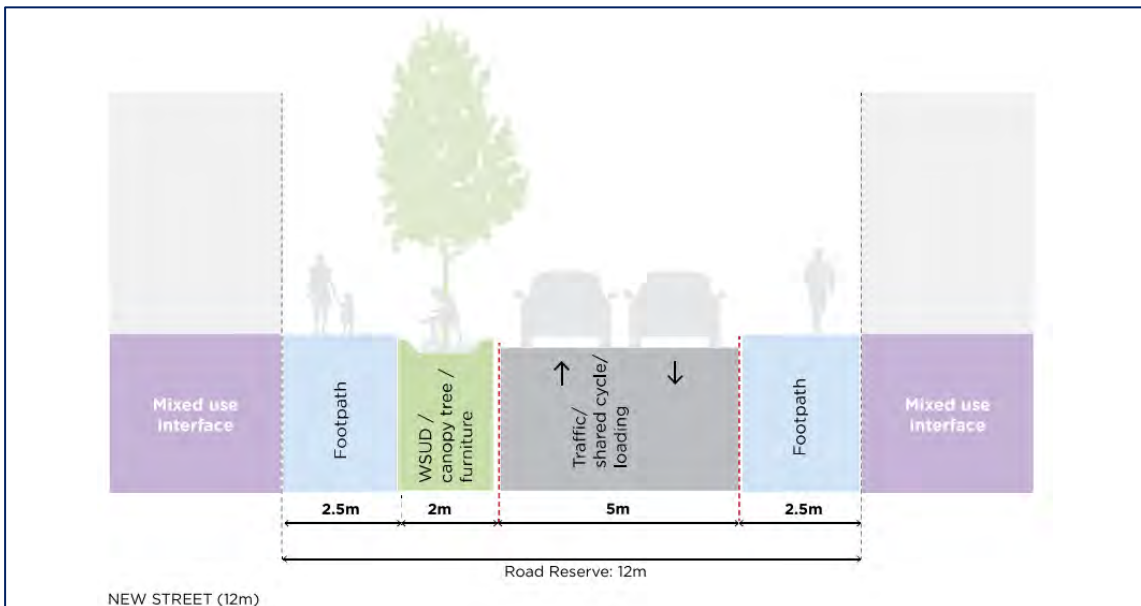 Mixed use
interface
Footpath
WSUD /
canopy tree /
furniture
Traffic/
shared cycle/
loading
Footpath
Mixed use
interface
2.5m
2m
5m
2.5m
Road Reserve: 12m
NEW STREET (12m)